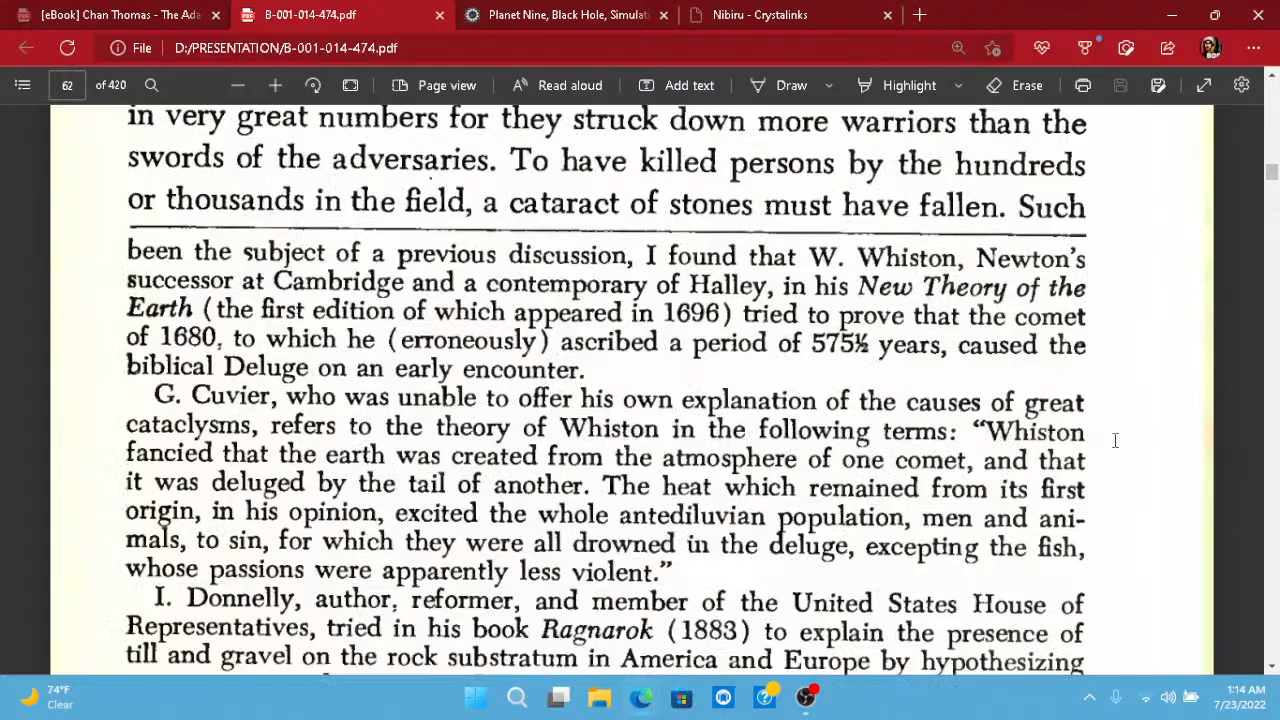 [eBook] Chan Thomas - The Ada
B-001-014-474.pdf
Planet Nine, Black Hole, Simulati
Nibiru - Crystalinks
File
D:/PRESENTATION/B-001-014-474.pdf
62 of 420
Page view
Read aloud
Add text
Draw
Highlight
Erase
in very great numbers for they struck down more warriors than the
swords of the adversaries. To have killed persons by the hundreds
or thousands in the field, a cataract of stones must have fallen. Such
been the subject of a previous discussion, I found that W. Whiston, Newton's
successor at Cambridge and a contemporary of Halley, in his New Theory of the
Earth (the first edition of which appeared in 1696) tried to prove that the comet
of 1680, to which he (erroneously) ascribed a period of 575½ years, caused the
biblical Deluge on an early encounter.
G. Cuvier, who was unable to offer his own explanation of the causes of great
cataclysms, refers to the theory of Whiston in the following terms: "Whiston
fancied that the earth was created from the atmosphere of one comet, and that
it was deluged by the tail of another. The heat which remained from its first
origin, in his opinion, excited the whole antediluvian population, men and ani-
mals, to sin, for which they were all drowned in the deluge, excepting the fish,
whose passions were apparently less violent."
I. Donnelly, author, reformer, and member of the United States House of
Representatives, tried in his book Ragnarok (1883) to explain the presence of
till and gravel on the rock substratum in America and Europe by hypothesizing
74°F
Clear
1:14 AM
7/23/2022